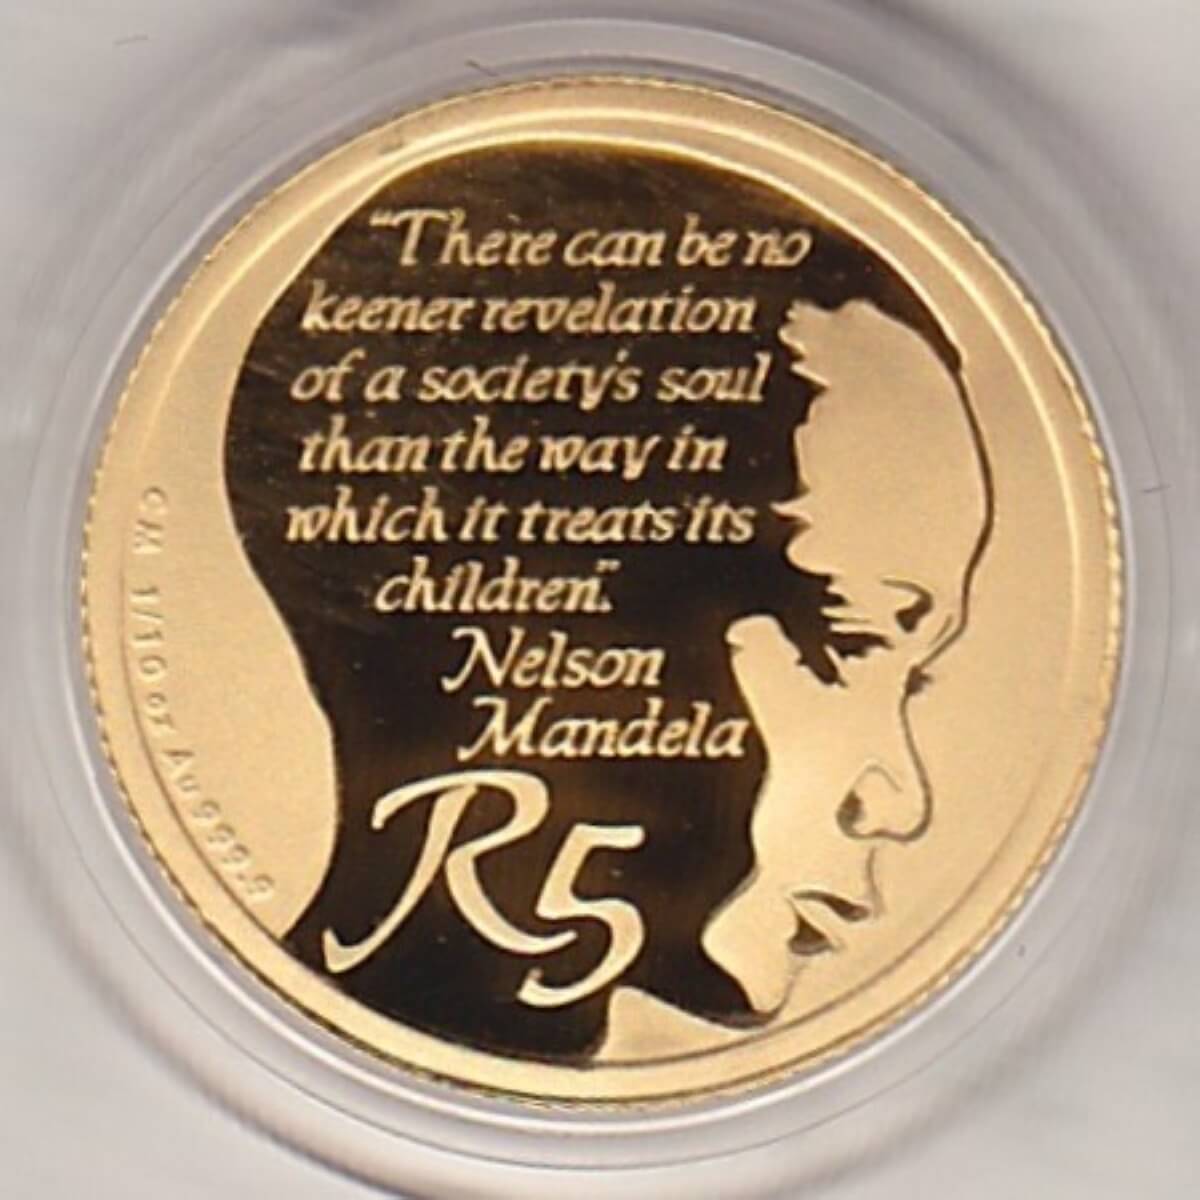 “There can be no
keener revelation
of a society's soul
than the way in
which it treats its
children”.
Nelson
Mandela
R5
CM 1/10 oz Au 999.9